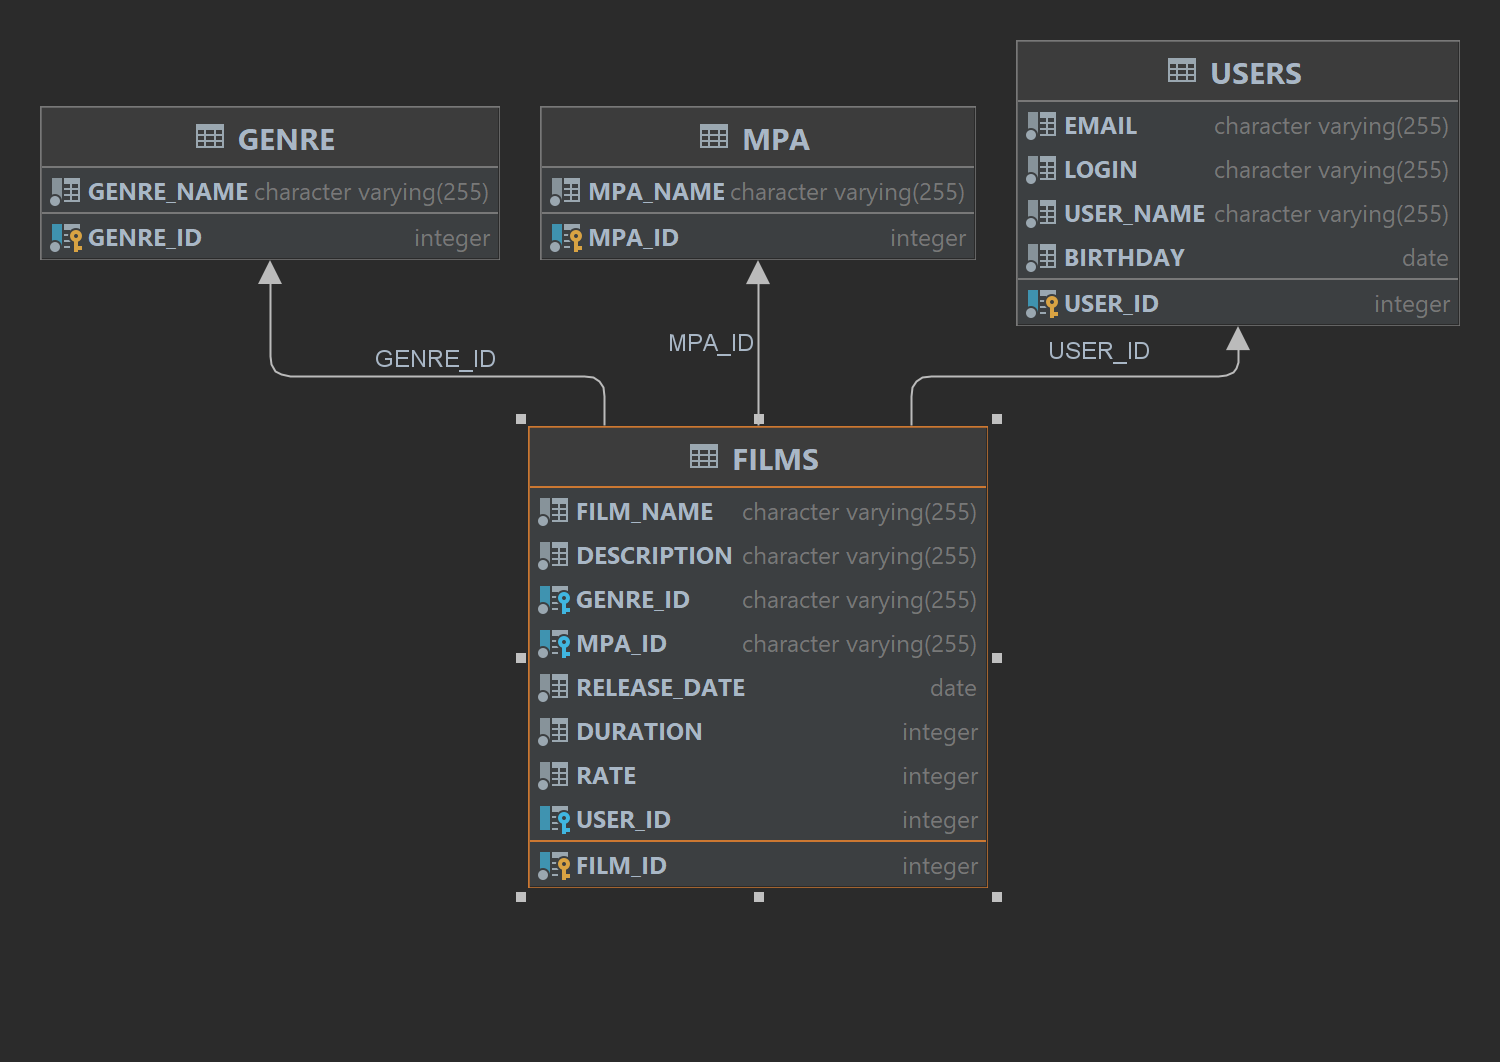 GENRE
GENRE_NAME character varying(255)
GENRE_ID integer
MPA
MPA_NAME character varying(255)
MPA_ID integer
USERS
EMAIL character varying(255)
LOGIN character varying(255)
USER_NAME character varying(255)
BIRTHDAY date
USER_ID integer
GENRE_ID
MPA_ID
USER_ID
FILMS
FILM_NAME character varying(255)
DESCRIPTION character varying(255)
GENRE_ID character varying(255)
MPA_ID character varying(255)
RELEASE_DATE date
DURATION integer
RATE integer
USER_ID integer
FILM_ID integer